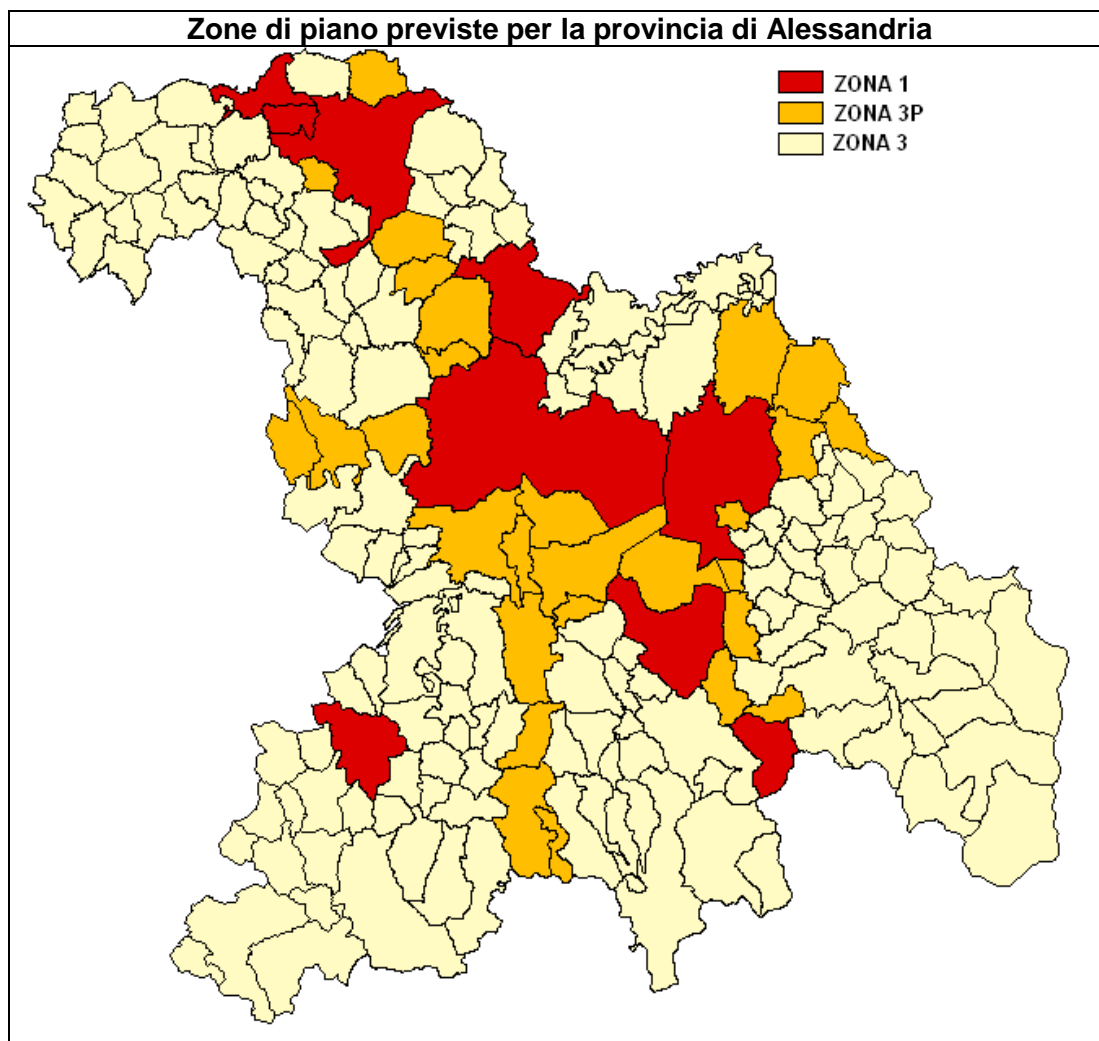 Zone di piano previste per la provincia di Alessandria
ZONA 1
ZONA 3P
ZONA 3